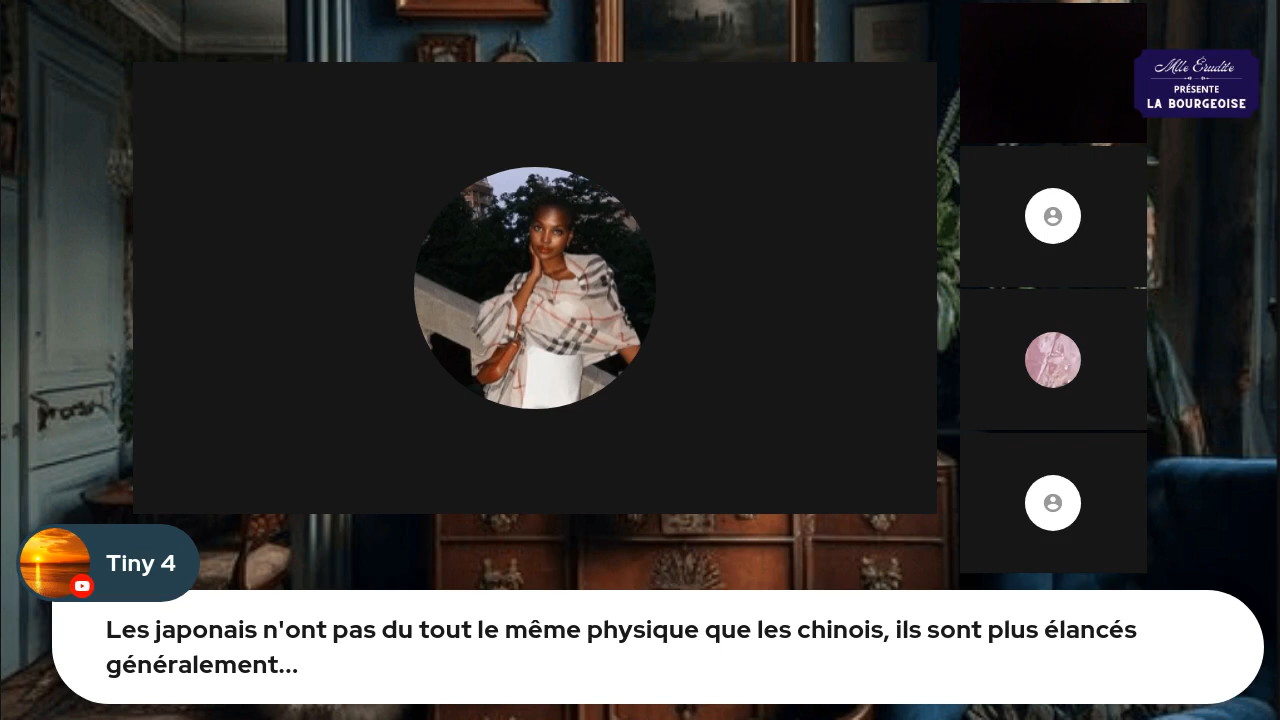 Mlle Erudite
PRÉSENTE
LA BOURGEOISE
Tiny 4
Les japonais n'ont pas du tout le même physique que les chinois, ils sont plus élancés
généralement...